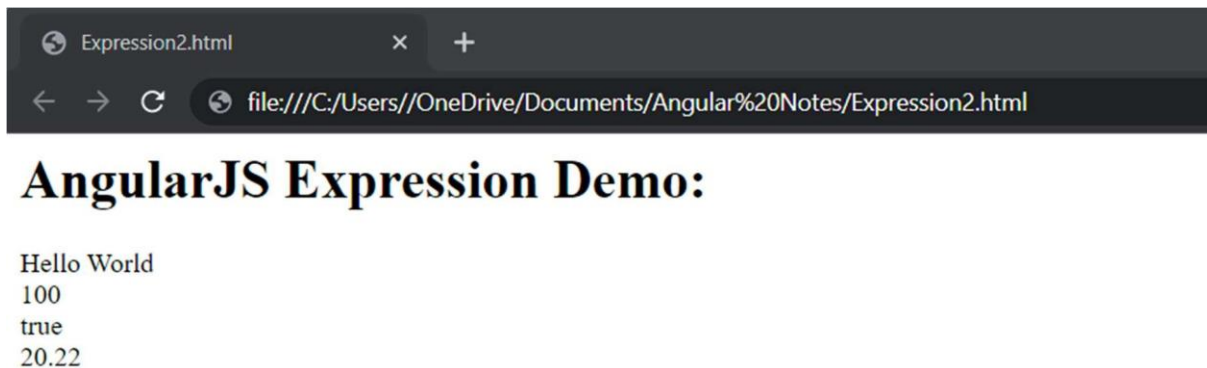 Expression2.html
file:///C:/Users//OneDrive/Documents/Angular%20Notes/Expression2.html
AngularJS Expression Demo:
Hello World
100
true
20.22